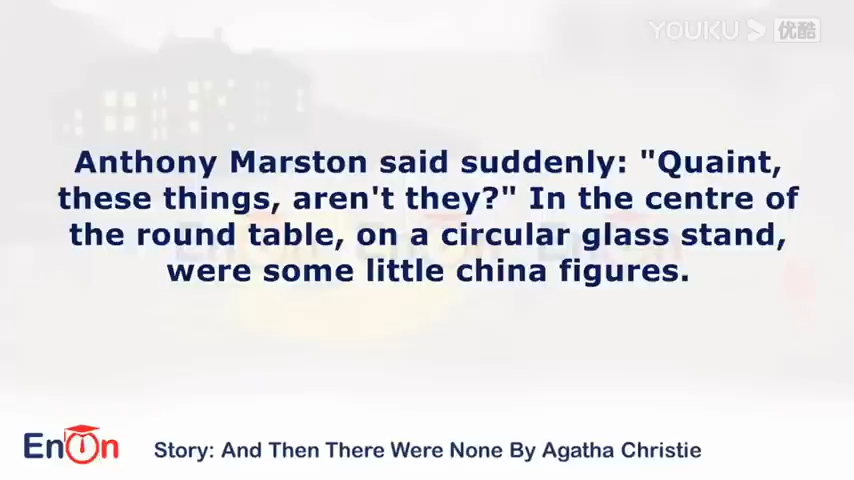 YOUKU 优酷
Anthony Marston said suddenly: "Quaint,
these things, aren't they?" In the centre of
the round table, on a circular glass stand,
were some little china figures.
EnOn
Story: And Then There Were None By Agatha Christie